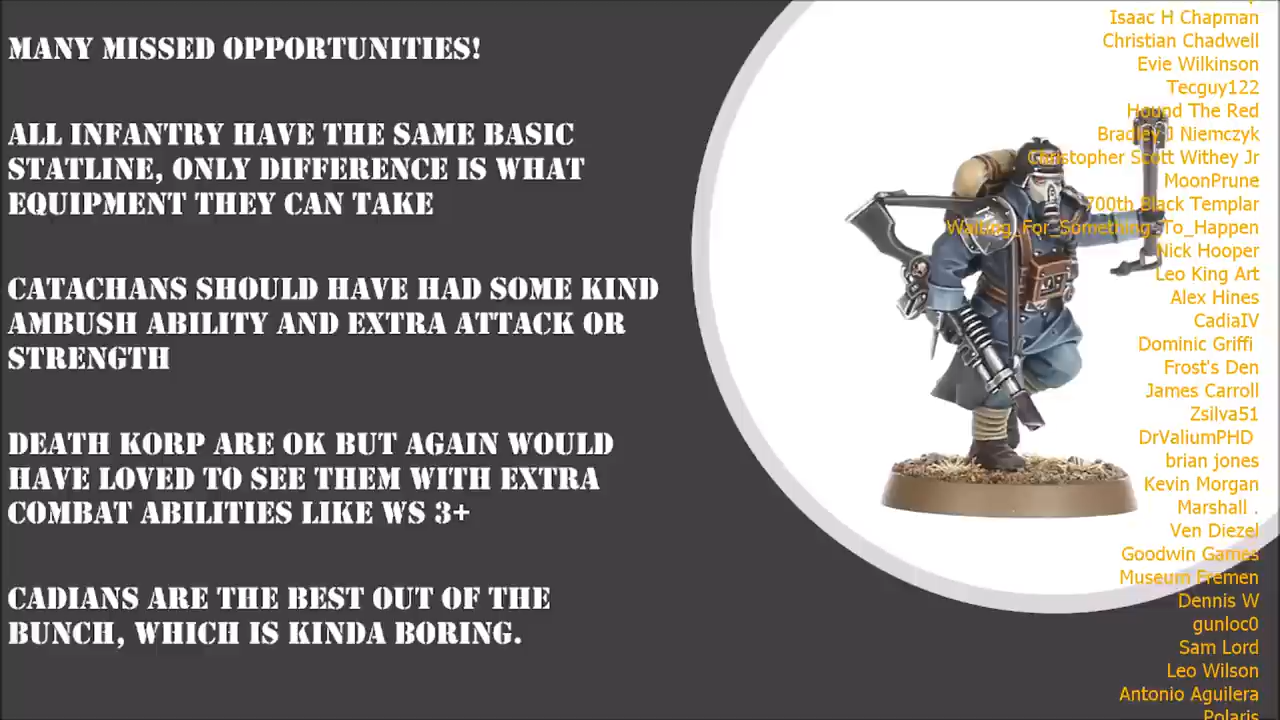 MANY MISSED OPPORTUNITIES!
ALL INFANTRY HAVE THE SAME BASIC
STATLINE, ONLY DIFFERENCE IS WHAT
EQUIPMENT THEY CAN TAKE
CATACHANS SHOULD HAVE HAD SOME KIND
AMBUSH ABILITY AND EXTRA ATTACK OR
STRENGTH
DEATH KORP ARE OK BUT AGAIN WOULD
HAVE LOVED TO SEE THEM WITH EXTRA
COMBAT ABILITIES LIKE WS 3+
CADIANS ARE THE BEST OUT OF THE
BUNCH, WHICH IS KINDA BORING.
Isaac H Chapman
Christian Chadwell
Evie Wilkinson
Tecguy122
Hound The Red
Bradley J Niemczyk
Christopher Scott Withey Jr
MoonPrune
700th Black Templar
Waiting_For_Something_To_Happen
Nick Hooper
Leo King Art
Alex Hines
CadiaIV
Dominic Griffi
Frost's Den
James Carroll
Zsilva51
DrValiumPHD
brian jones
Kevin Morgan
Marshall .
Ven Diezel
Goodwin Games
Museum Fremen
Dennis W
gunloc0
Sam Lord
Leo Wilson
Antonio Aguilera
Polaris